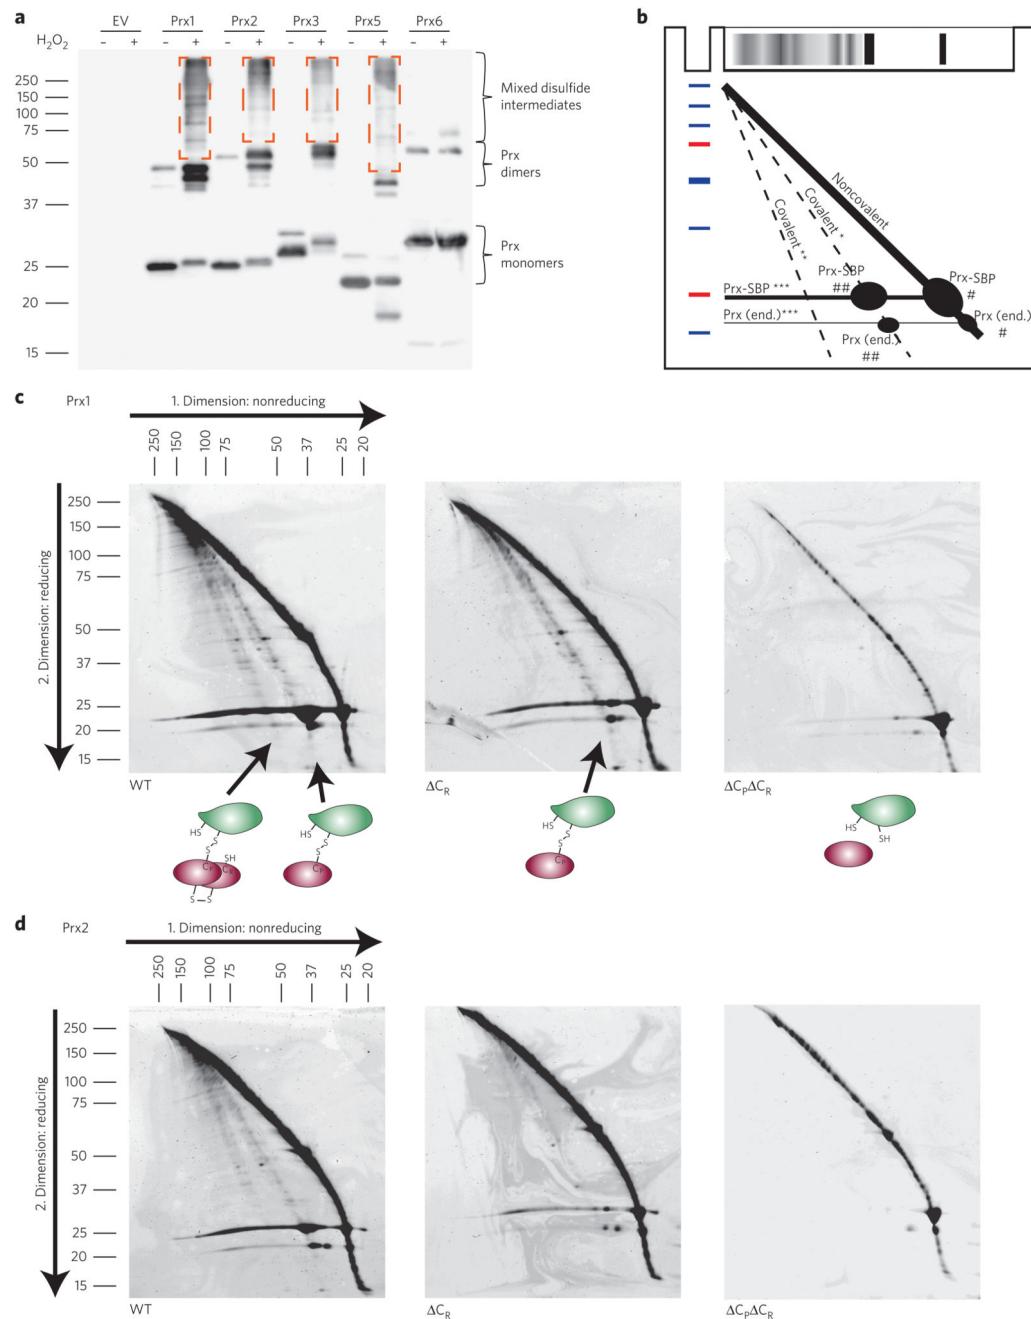 a
EV Prx1 Prx2 Prx3 Prx5 Prx6
H₂O₂ – + – + – + – + – + – +
250
150
100
75
50
37
25
20
15
Mixed disulfide
intermediates
Prx
dimers
Prx
monomers
b
Noncovalent
Covalent *
Covalent **
Prx-SBP
##
Prx-SBP
#
Prx-SBP ***
Prx (end.)***
Prx (end.)
#
Prx (end.)
##
c
Prx1
1. Dimension: nonreducing
250 150 100 75 50 37 25 20
2. Dimension: reducing
250
150
100
75
50
37
25
20
15
WT
ΔCR
ΔCPΔCR
HS
S
S
SH
CP
CR
S–S
HS
S
S
CP
HS
S
S
CP
HS
SH
d
Prx2
1. Dimension: nonreducing
250 150 100 75 50 37 25 20
2. Dimension: reducing
250
150
100
75
50
37
25
20
15
WT
ΔCR
ΔCPΔCR